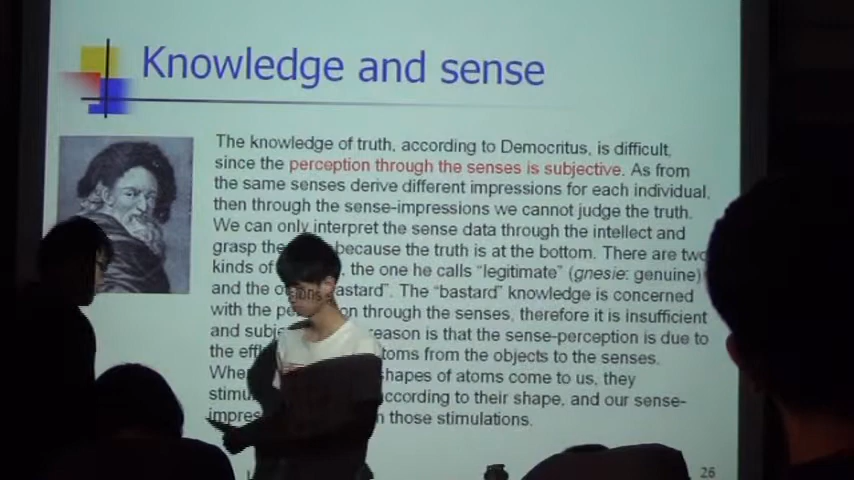 Knowledge and sense
The knowledge of truth, according to Democritus, is difficult,
since the perception through the senses is subjective. As from
the same senses derive different impressions for each individual,
then through the sense-impressions we cannot judge the truth.
We can only interpret the sense data through the intellect and
grasp the because the truth is at the bottom. There are two
kinds of , the one he calls "legitimate" (gnesie: genuine)
and the "bastard". The "bastard" knowledge is concerned
with the through the senses, therefore it is insufficient
and reason is that the sense-perception is due to
the atoms from the objects to the senses.
shapes of atoms come to us, they
according to their shape, and our sense-
those stimulations.
26